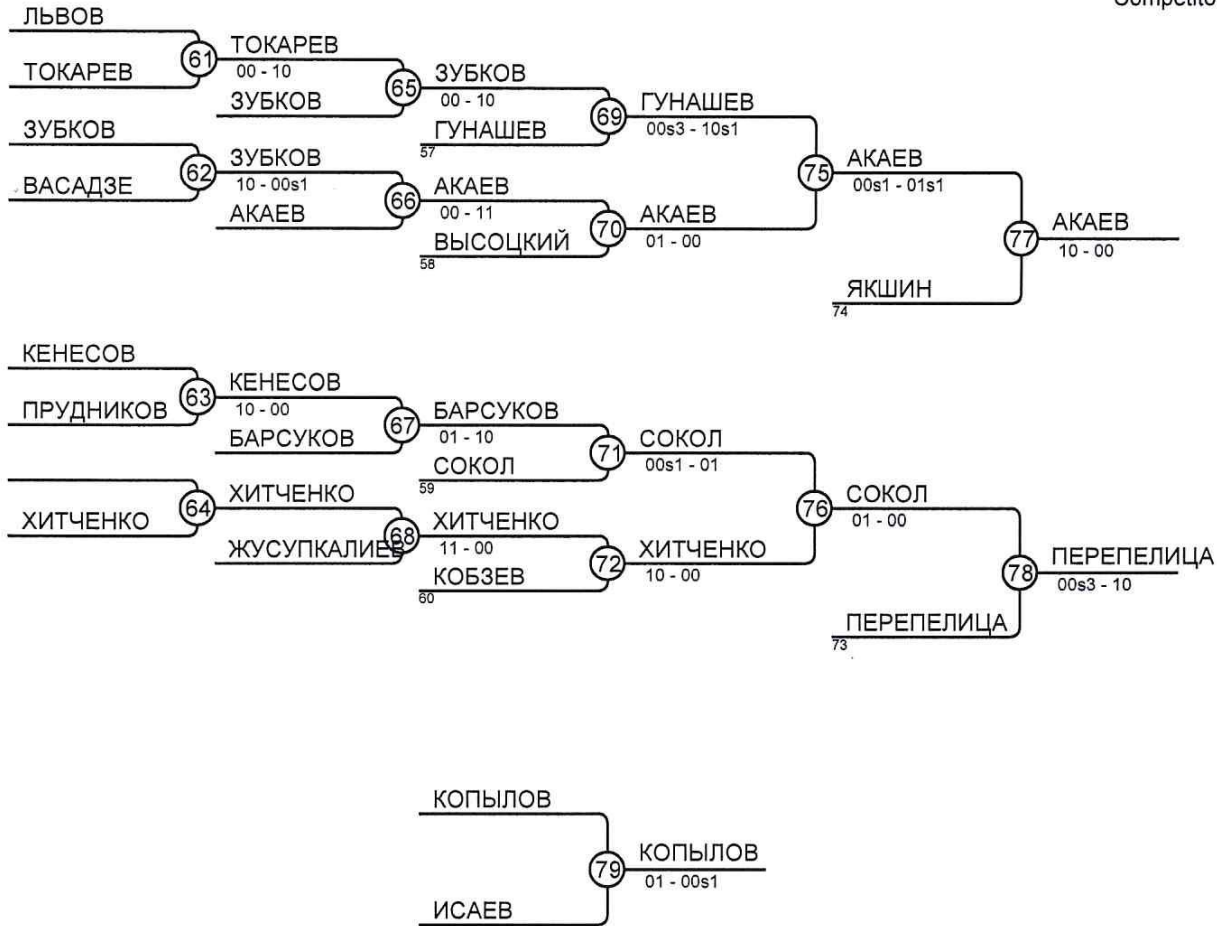 Competito
ЛЬВОВ
61
ТОКАРЕВ
00 - 10
ТОКАРЕВ
65
ЗУБКОВ
00 - 10
ЗУБКОВ
69
ГУНАШЕВ
00s3 - 10s1
ГУНАШЕВ
57
ЗУБКОВ
62
ЗУБКОВ
10 - 00s1
ВАСАДЗЕ
66
АКАЕВ
00 - 11
АКАЕВ
70
АКАЕВ
01 - 00
ВЫСОЦКИЙ
58
75
АКАЕВ
00s1 - 01s1
77
АКАЕВ
10 - 00
ЯКШИН
74
КЕНЕСОВ
63
КЕНЕСОВ
10 - 00
ПРУДНИКОВ
67
БАРСУКОВ
01 - 10
БАРСУКОВ
71
СОКОЛ
00s1 - 01
СОКОЛ
59
64
ХИТЧЕНКО
ХИТЧЕНКО
68
ХИТЧЕНКО
11 - 00
ЖУСУПКАЛИЕВ
72
ХИТЧЕНКО
10 - 00
КОБЗЕВ
60
76
СОКОЛ
01 - 00
78
ПЕРЕПЕЛИЦА
00s3 - 10
ПЕРЕПЕЛИЦА
73
КОПЫЛОВ
79
КОПЫЛОВ
01 - 00s1
ИСАЕВ